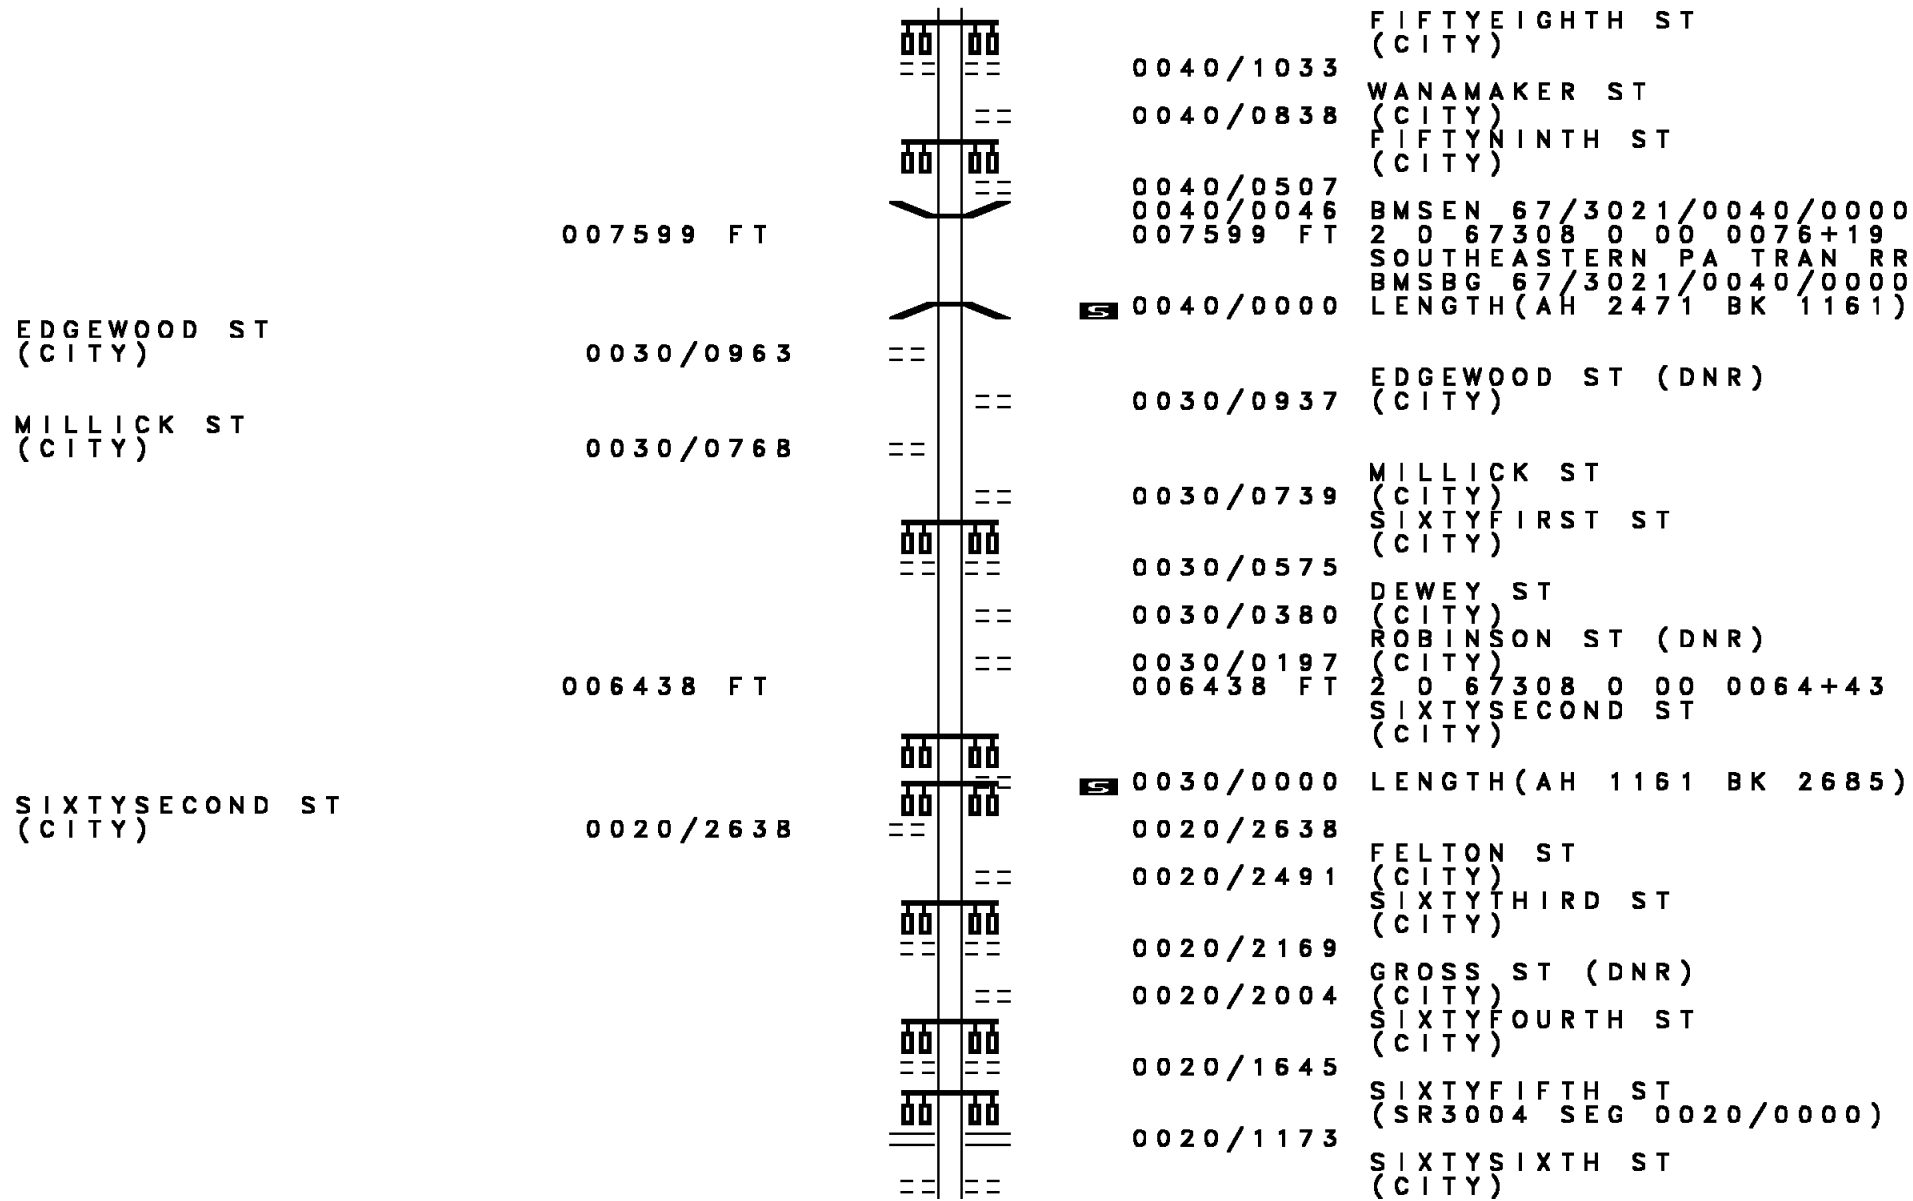 FIFTYEIGHTH ST
(CITY)
0040/1033
WANAMAKER ST
0040/0838 (CITY)
FIFTYNINTH ST
(CITY)
0040/0507
0040/0046 BMSEN 67/3021/0040/0000
007599 FT 007599 FT 2 0 67308 0 00 0076+19
SOUTHEASTERN PA TRAN RR
BMSBG 67/3021/0040/0000
S 0040/0000 LENGTH(AH 2471 BK 1161)
EDGEWOOD ST
(CITY) 0030/0963
EDGEWOOD ST (DNR)
0030/0937 (CITY)
MILLICK ST
(CITY) 0030/0768
MILLICK ST
0030/0739 (CITY)
SIXTYFIRST ST
(CITY)
0030/0575
DEWEY ST
0030/0380 (CITY)
ROBINSON ST (DNR)
0030/0197 (CITY)
006438 FT 006438 FT 2 0 67308 0 00 0064+43
SIXTYSECOND ST
(CITY)
S 0030/0000 LENGTH(AH 1161 BK 2685)
SIXTYSECOND ST
(CITY) 0020/2638 0020/2638
FELTON ST
0020/2491 (CITY)
SIXTYTHIRD ST
(CITY)
0020/2169
GROSS ST (DNR)
0020/2004 (CITY)
SIXTYFOURTH ST
(CITY)
0020/1645
SIXTYFIFTH ST
(SR3004 SEG 0020/0000)
0020/1173
SIXTYSIXTH ST
(CITY)